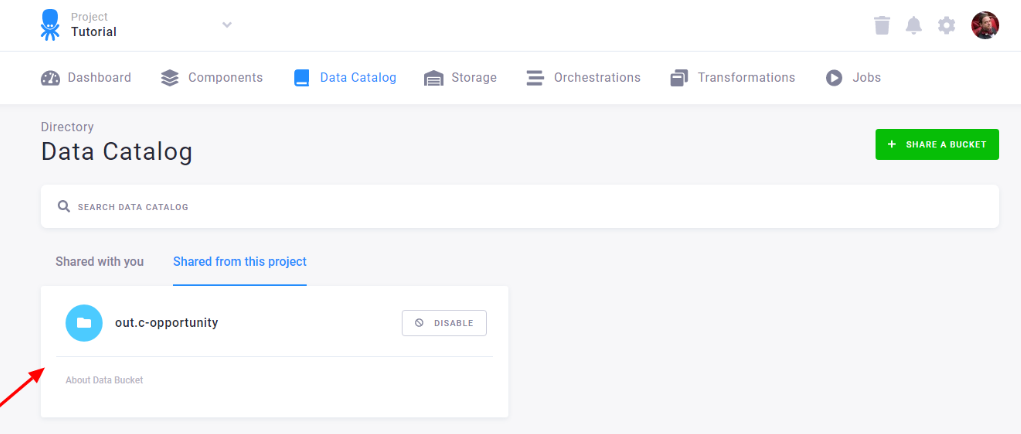 Project
Tutorial
Dashboard Components Data Catalog Storage Orchestrations Transformations Jobs
Directory
Data Catalog
+ SHARE A BUCKET
SEARCH DATA CATALOG
Shared with you Shared from this project
out.c-opportunity
DISABLE
About Data Bucket